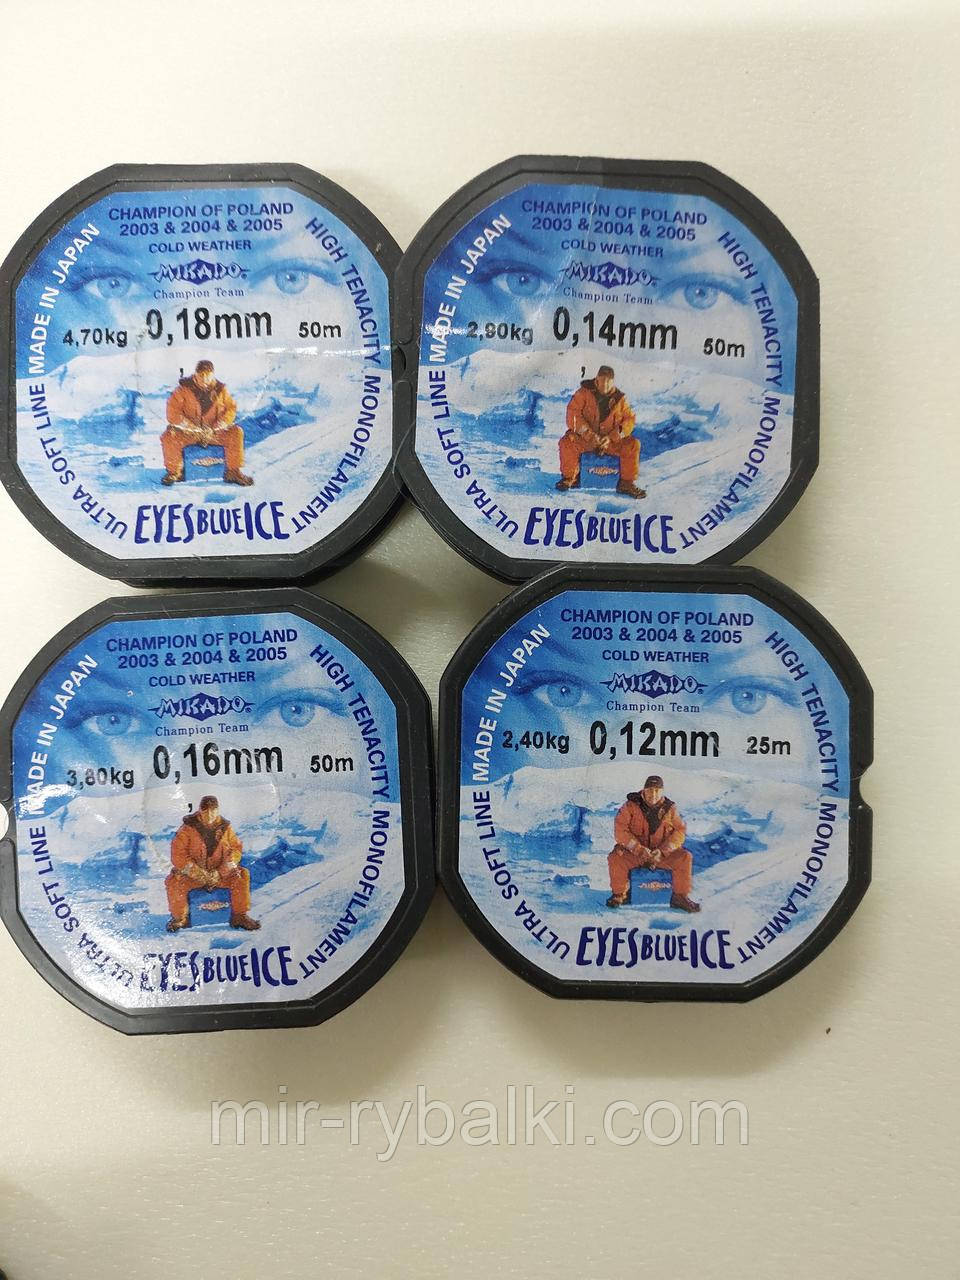 CHAMPION OF POLAND
2003 & 2004 & 2005
COLD WEATHER
MIKADO
Champion Team
4,70kg 0,18mm 50m
ULTRA SOFT LINE MADE IN JAPAN
HIGH TENACITY MONOFILAMENT
MIKADO
EYES BLUE ICE
CHAMPION OF POLAND
2003 & 2004 & 2005
COLD WEATHER
MIKADO
Champion Team
2,90kg 0,14mm 50m
ULTRA SOFT LINE MADE IN JAPAN
HIGH TENACITY MONOFILAMENT
MIKADO
EYES BLUE ICE
CHAMPION OF POLAND
2003 & 2004 & 2005
COLD WEATHER
MIKADO
Champion Team
3,80kg 0,16mm 50m
ULTRA SOFT LINE MADE IN JAPAN
HIGH TENACITY MONOFILAMENT
MIKADO
EYES BLUE ICE
CHAMPION OF POLAND
2003 & 2004 & 2005
COLD WEATHER
MIKADO
Champion Team
2,40kg 0,12mm 25m
ULTRA SOFT LINE MADE IN JAPAN
HIGH TENACITY MONOFILAMENT
MIKADO
EYES BLUE ICE
mir-rybalki.com